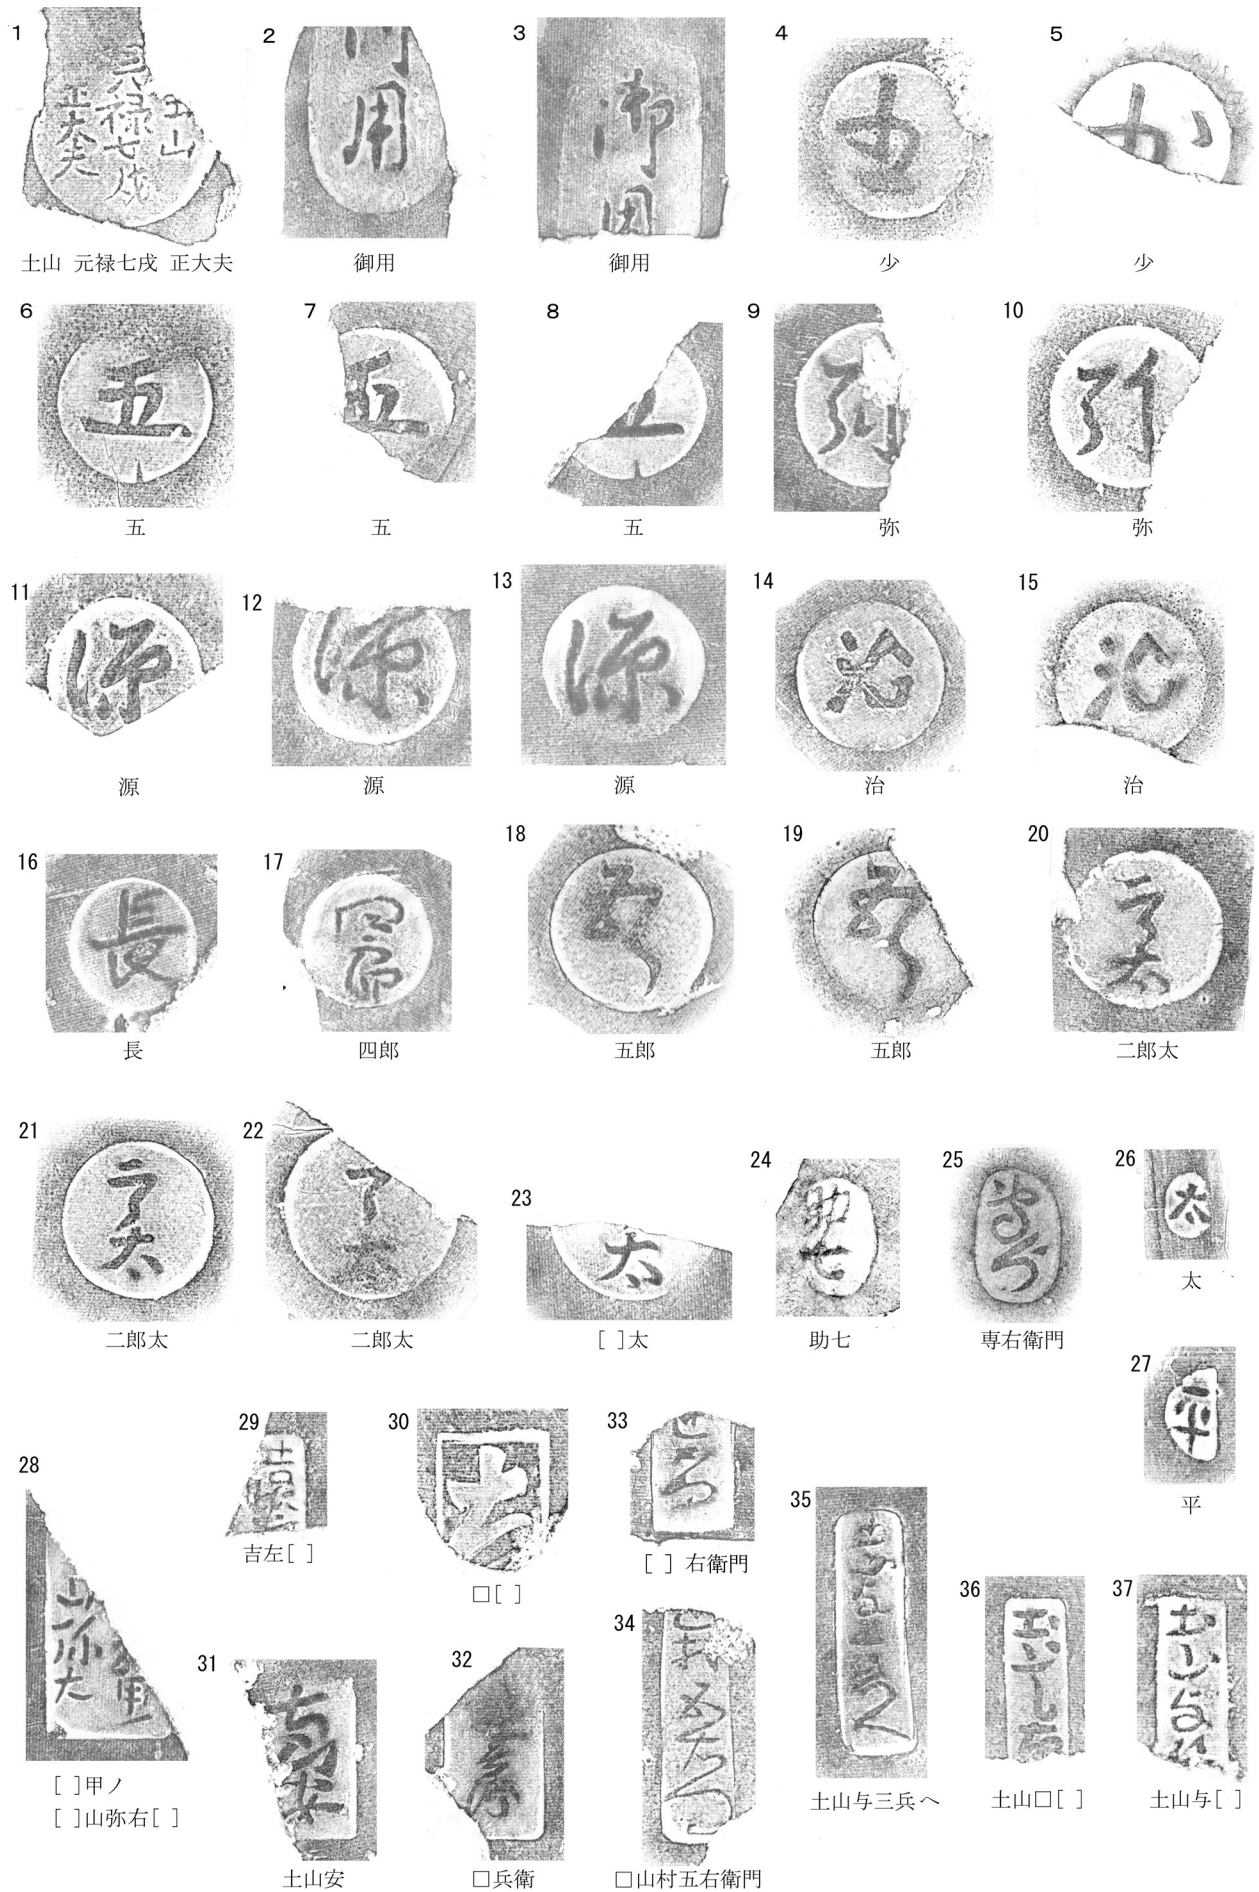 1
土山 元禄七戌 正大夫
2
御用
3
御用
4
少
5
少
6
五
7
五
8
五
9
弥
10
弥
11
源
12
源
13
源
14
治
15
治
16
長
17
四郎
18
五郎
19
五郎
20
二郎太
21
二郎太
22
二郎太
23
[ ]太
24
助七
25
専右衛門
26
太
27
平
28
[ ]甲ノ
[ ]山弥右[ ]
29
吉左[ ]
30
□[ ]
31
土山安
32
□兵衛
33
[ ] 右衛門
34
□山村五右衛門
35
土山与三兵へ
36
土山□[ ]
37
土山与[ ]